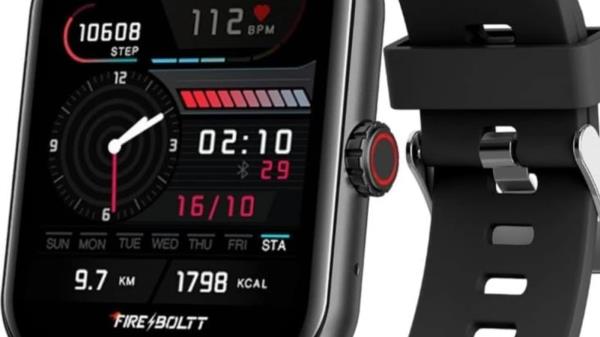 10608
STEP
112 BPM
12
3
6
9
02:10
29
16/10
SUN MON TUE WED THU FRI STA
9.7 KM 1798 KCAL
FIRE BOLTT